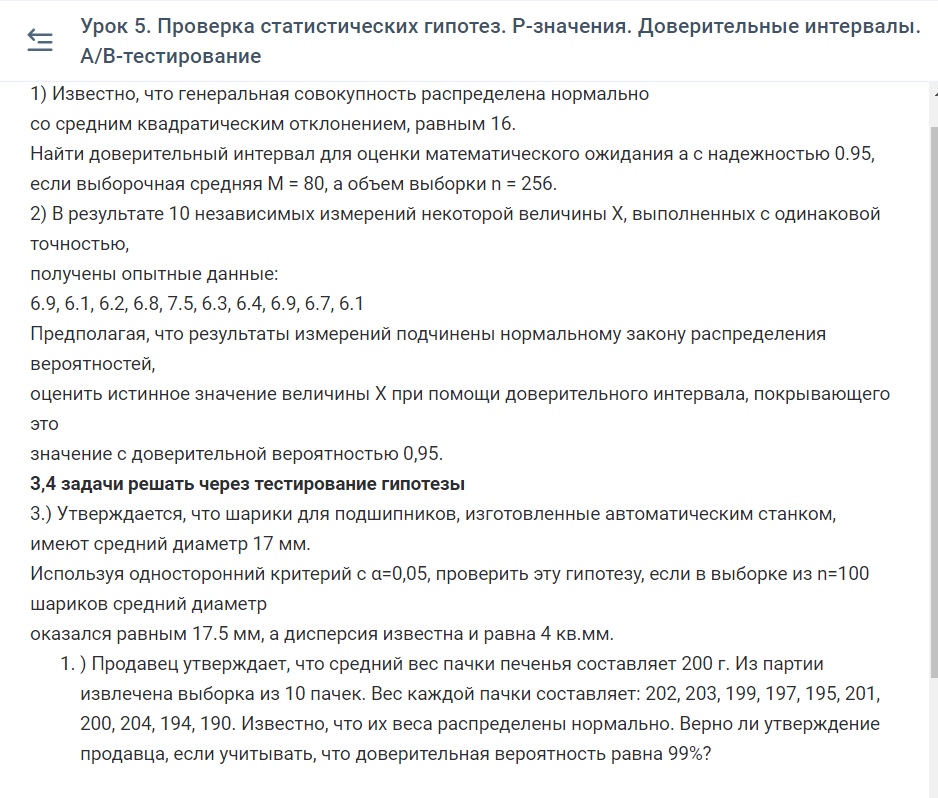 Урок 5. Проверка статистических гипотез. P-значения. Доверительные интервалы.
A/B-тестирование
1) Известно, что генеральная совокупность распределена нормально
со средним квадратическим отклонением, равным 16.
Найти доверительный интервал для оценки математического ожидания a с надежностью 0.95,
если выборочная средняя M = 80, а объем выборки n = 256.
2) В результате 10 независимых измерений некоторой величины X, выполненных с одинаковой
точностью,
получены опытные данные:
6.9, 6.1, 6.2, 6.8, 7.5, 6.3, 6.4, 6.9, 6.7, 6.1
Предполагая, что результаты измерений подчинены нормальному закону распределения
вероятностей,
оценить истинное значение величины X при помощи доверительного интервала, покрывающего
это
значение с доверительной вероятностью 0,95.
3,4 задачи решать через тестирование гипотезы
3.) Утверждается, что шарики для подшипников, изготовленные автоматическим станком,
имеют средний диаметр 17 мм.
Используя односторонний критерий с α=0,05, проверить эту гипотезу, если в выборке из n=100
шариков средний диаметр
оказался равным 17.5 мм, а дисперсия известна и равна 4 кв.мм.
1. ) Продавец утверждает, что средний вес пачки печенья составляет 200 г. Из партии
извлечена выборка из 10 пачек. Вес каждой пачки составляет: 202, 203, 199, 197, 195, 201,
200, 204, 194, 190. Известно, что их веса распределены нормально. Верно ли утверждение
продавца, если учитывать, что доверительная вероятность равна 99%?